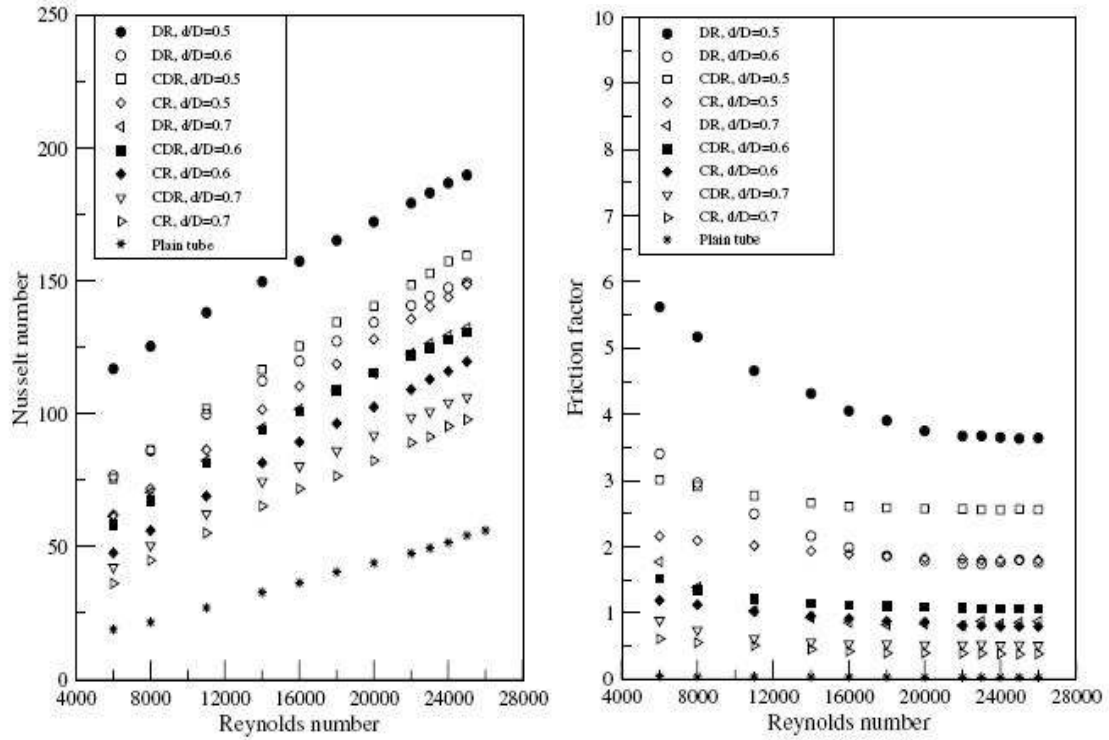 250
200
150
100
50
0
Nusselt number
DR, d/D=0.5
DR, d/D=0.6
CDR, d/D=0.5
CR, d/D=0.5
DR, d/D=0.7
CDR, d/D=0.6
CR, d/D=0.6
CDR, d/D=0.7
CR, d/D=0.7
Plain tube
4000 8000 12000 16000 20000 24000 28000
Reynolds number
10
9
8
7
6
5
4
3
2
1
0
Friction factor
DR, d/D=0.5
DR, d/D=0.6
CDR, d/D=0.5
CR, d/D=0.5
DR, d/D=0.7
CDR, d/D=0.6
CR, d/D=0.6
CDR, d/D=0.7
CR, d/D=0.7
Plain tube
4000 8000 12000 16000 20000 24000 28000
Reynolds number